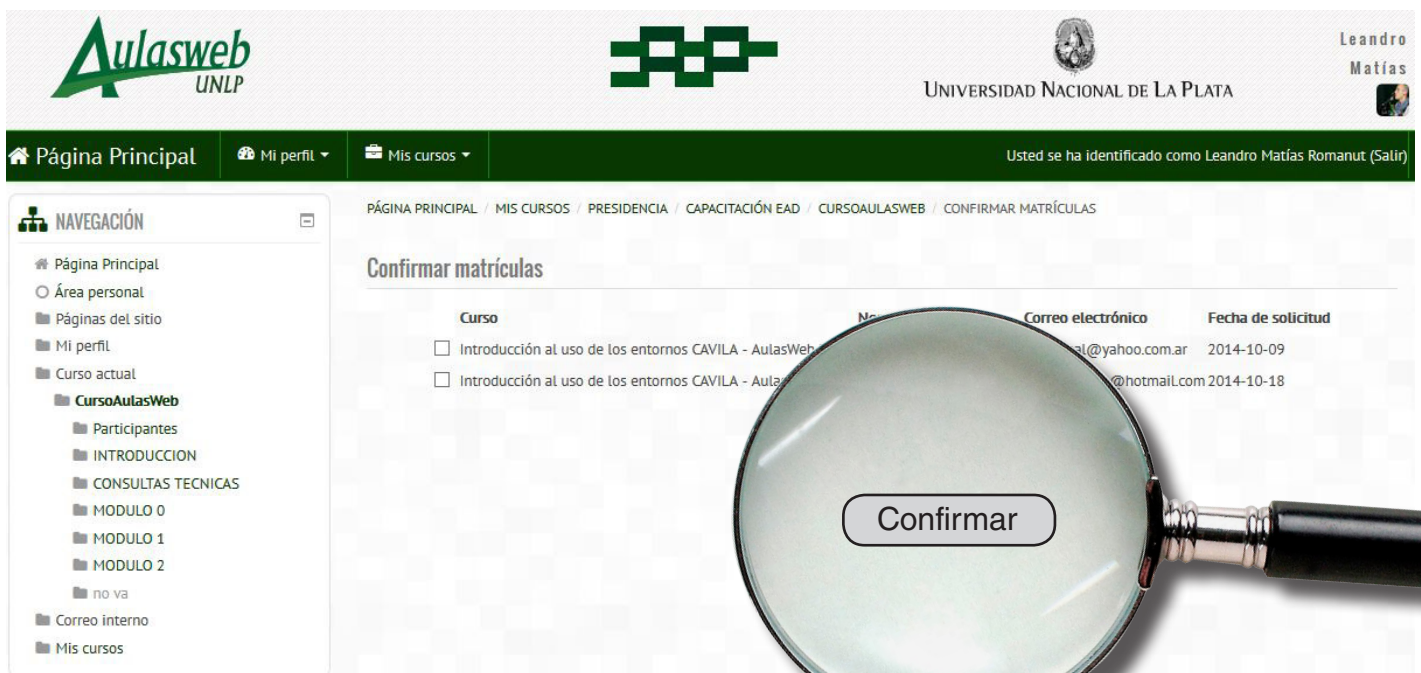 Aulasweb
UNLP
UNIVERSIDAD NACIONAL DE LA PLATA
Leandro
Matías
Página Principal
Mi perfil
Mis cursos
Usted se ha identificado como Leandro Matías Romanut (Salir)
NAVEGACIÓN
Página Principal
Área personal
Páginas del sitio
Mi perfil
Curso actual
CursoAulasWeb
Participantes
INTRODUCCION
CONSULTAS TECNICAS
MODULO 0
MODULO 1
MODULO 2
no va
Correo interno
Mis cursos
PÁGINA PRINCIPAL / MIS CURSOS / PRESIDENCIA / CAPACITACIÓN EAD / CURSOAULASWEB / CONFIRMAR MATRÍCULAS
Confirmar matrículas
Curso Correo electrónico Fecha de solicitud
Introducción al uso de los entornos CAVILA - AulasWeb al@yahoo.com.ar 2014-10-09
Introducción al uso de los entornos CAVILA - Aula @hotmail.com 2014-10-18
Confirmar